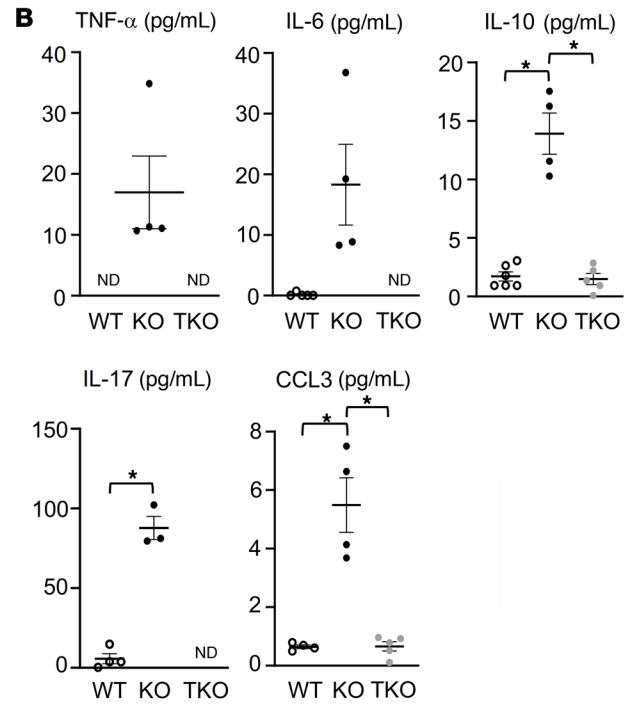 B
TNF-α (pg/mL)
40
30
20
10
0
ND
ND
WT KO TKO
IL-6 (pg/mL)
40
30
20
10
0
ND
WT KO TKO
IL-10 (pg/mL)
20
15
10
5
0
*
*
WT KO TKO
IL-17 (pg/mL)
150
100
50
0
*
ND
WT KO TKO
CCL3 (pg/mL)
8
6
4
2
0
*
*
WT KO TKO